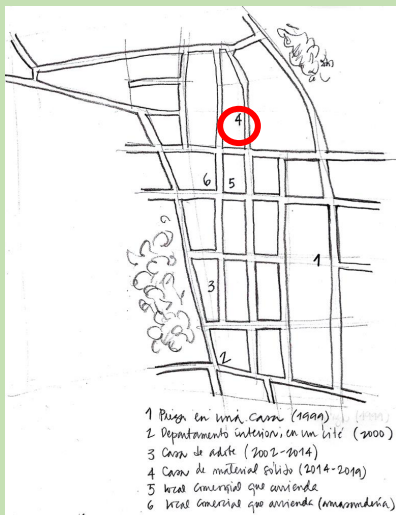 4
6
5
1
3
2
1 Pieza en una casa (1999)
2 Departamento interior en un cité (2000)
3 Casa de adobe (2002-2014)
4 Casa de material sólido (2014-2019)
5 local comercial que arrienda
6 local comercial que arrienda (amasandería)